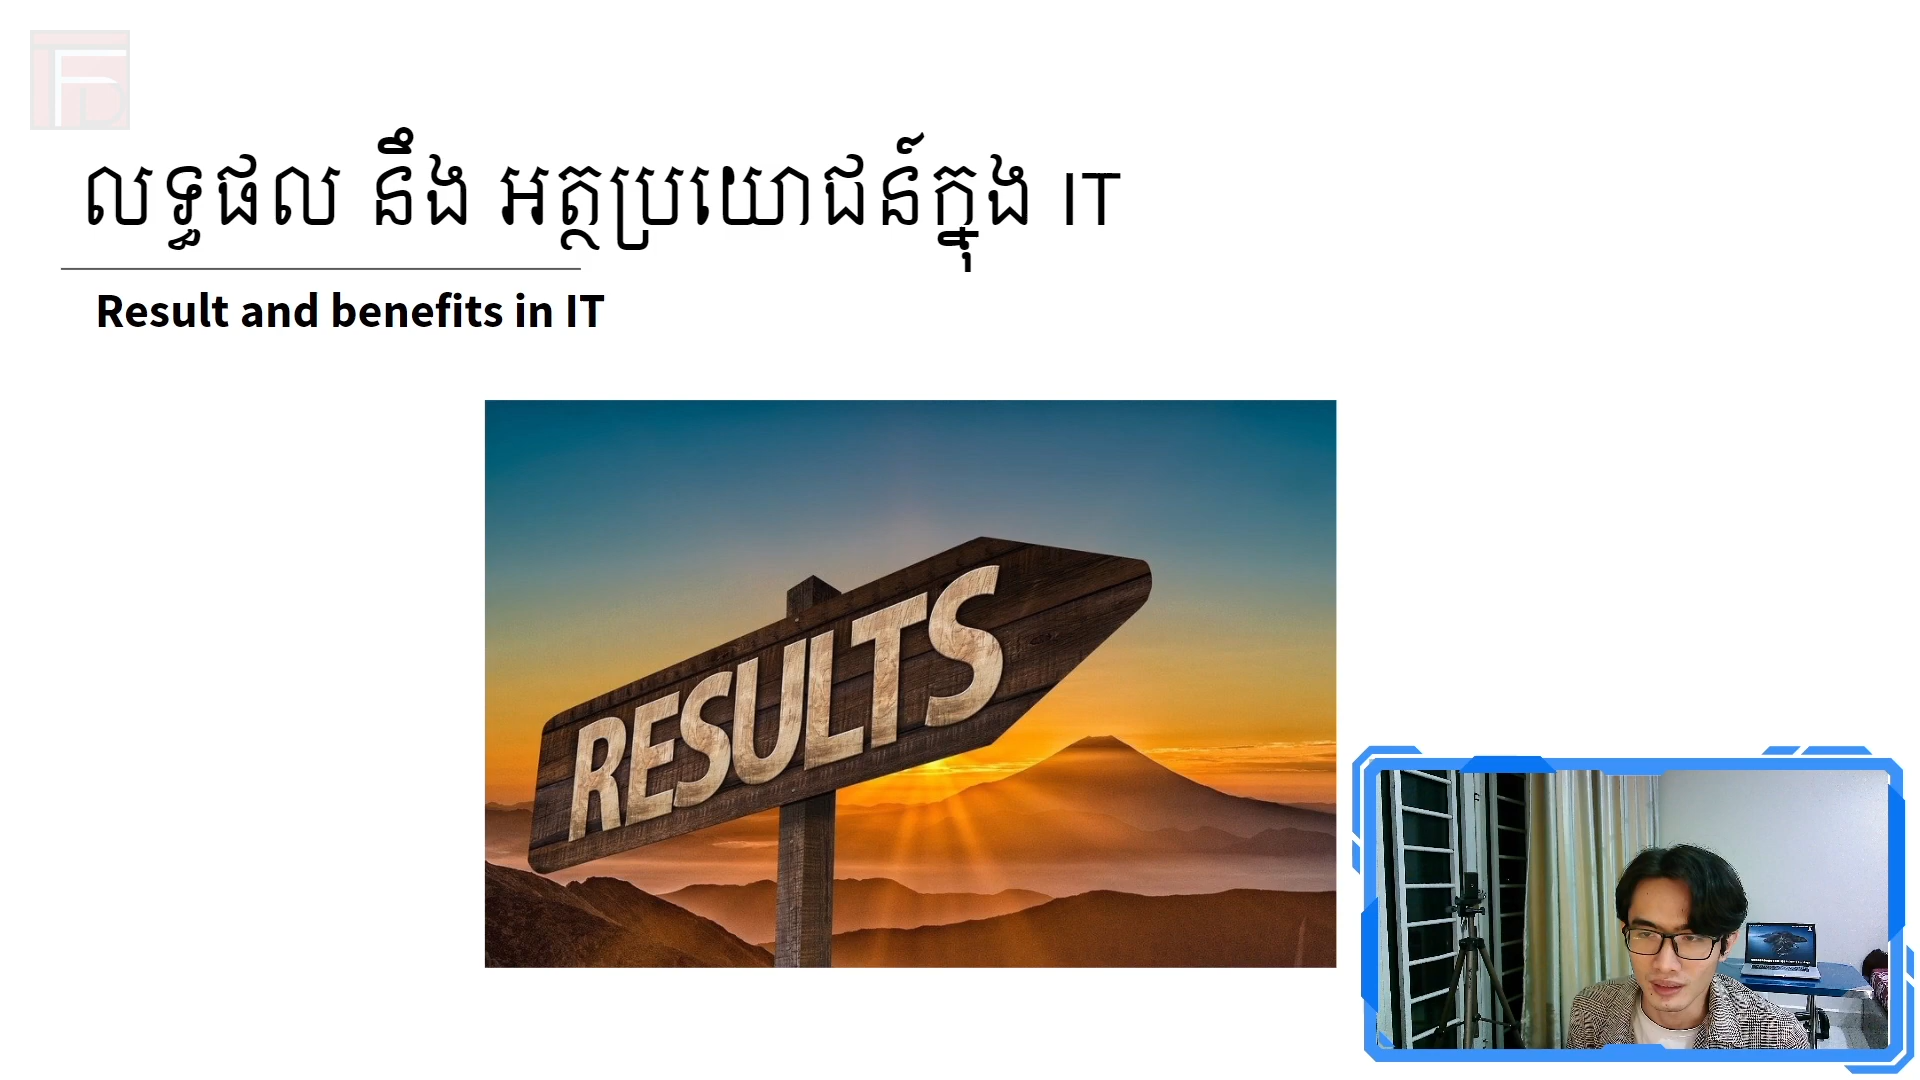 លទ្ធផល នឹង អត្ថប្រយោជន៍ក្នុង IT
Result and benefits in IT
RESULTS